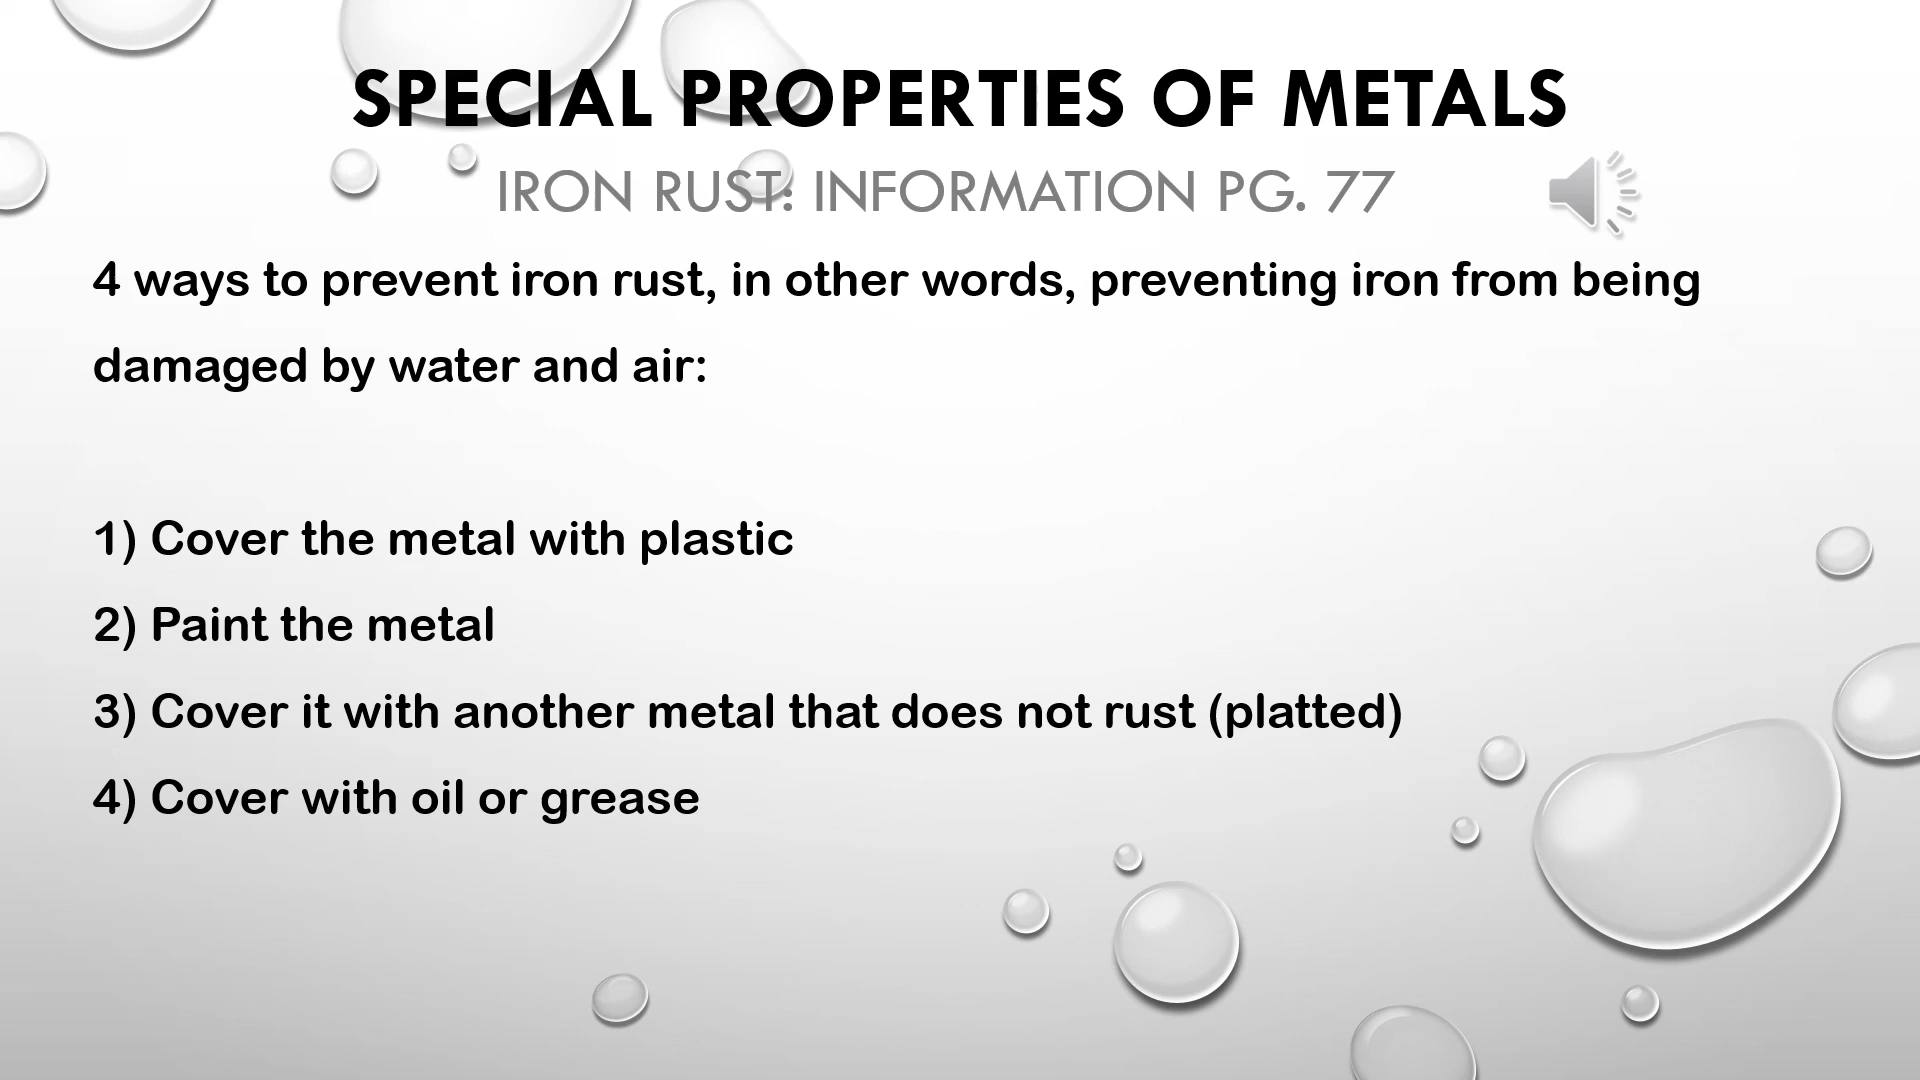 SPECIAL PROPERTIES OF METALS
IRON RUST: INFORMATION PG. 77
4 ways to prevent iron rust, in other words, preventing iron from being
damaged by water and air:
1) Cover the metal with plastic
2) Paint the metal
3) Cover it with another metal that does not rust (platted)
4) Cover with oil or grease